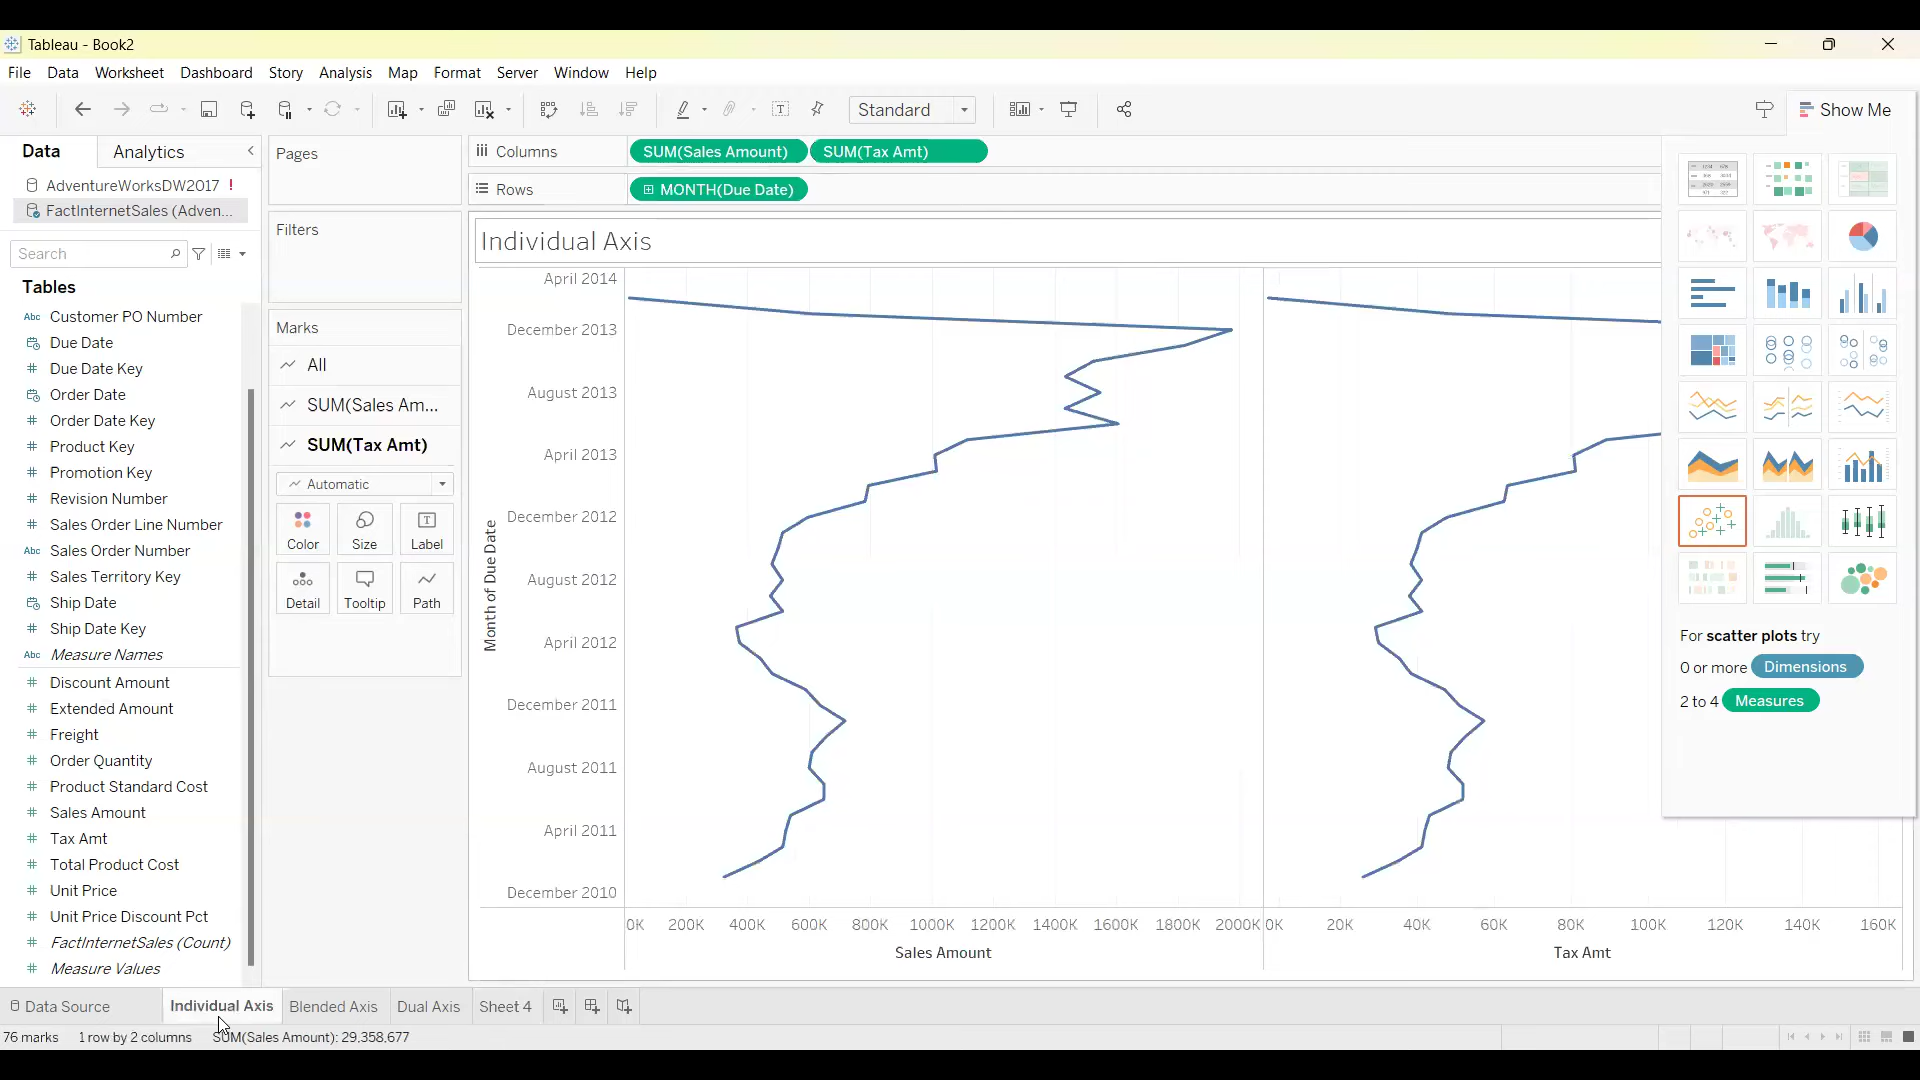 Tableau - Book2
File Data Worksheet Dashboard Story Analysis Map Format Server Window Help
Standard
Show Me
Data
Analytics
AdventureWorksDW2017 !
FactInternetSales (Adven...
Search
Tables
Abc Customer PO Number
Due Date
# Due Date Key
Order Date
# Order Date Key
# Product Key
# Promotion Key
# Revision Number
# Sales Order Line Number
Abc Sales Order Number
# Sales Territory Key
Ship Date
# Ship Date Key
Abc Measure Names
# Discount Amount
# Extended Amount
# Freight
# Order Quantity
# Product Standard Cost
# Sales Amount
# Tax Amt
# Total Product Cost
# Unit Price
# Unit Price Discount Pct
# FactInternetSales (Count)
# Measure Values
Pages
Filters
Marks
All
SUM(Sales Am...
SUM(Tax Amt)
Automatic
Color Size Label
Detail Tooltip Path
Columns SUM(Sales Amount) SUM(Tax Amt)
Rows MONTH(Due Date)
Individual Axis
Month of Due Date
April 2014
December 2013
August 2013
April 2013
December 2012
August 2012
April 2012
December 2011
August 2011
April 2011
December 2010
0K 200K 400K 600K 800K 1000K 1200K 1400K 1600K 1800K 2000K
Sales Amount
0K 20K 40K 60K 80K 100K 120K 140K 160K
Tax Amt
For scatter plots try
0 or more Dimensions
2 to 4 Measures
Data Source Individual Axis Blended Axis Dual Axis Sheet 4
76 marks 1 row by 2 columns SUM(Sales Amount): 29,358,677